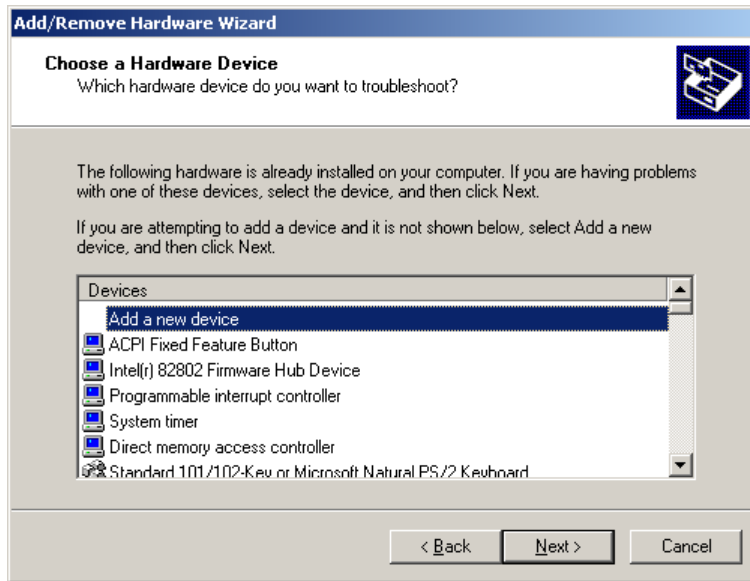 Add/Remove Hardware Wizard
Choose a Hardware Device
Which hardware device do you want to troubleshoot?
The following hardware is already installed on your computer. If you are having problems
with one of these devices, select the device, and then click Next.
If you are attempting to add a device and it is not shown below, select Add a new
device, and then click Next.
Devices
Add a new device
ACPI Fixed Feature Button
Intel(r) 82802 Firmware Hub Device
Programmable interrupt controller
System timer
Direct memory access controller
Standard 101/102-Key or Microsoft Natural PS/2 Keyboard
< Back
Next >
Cancel